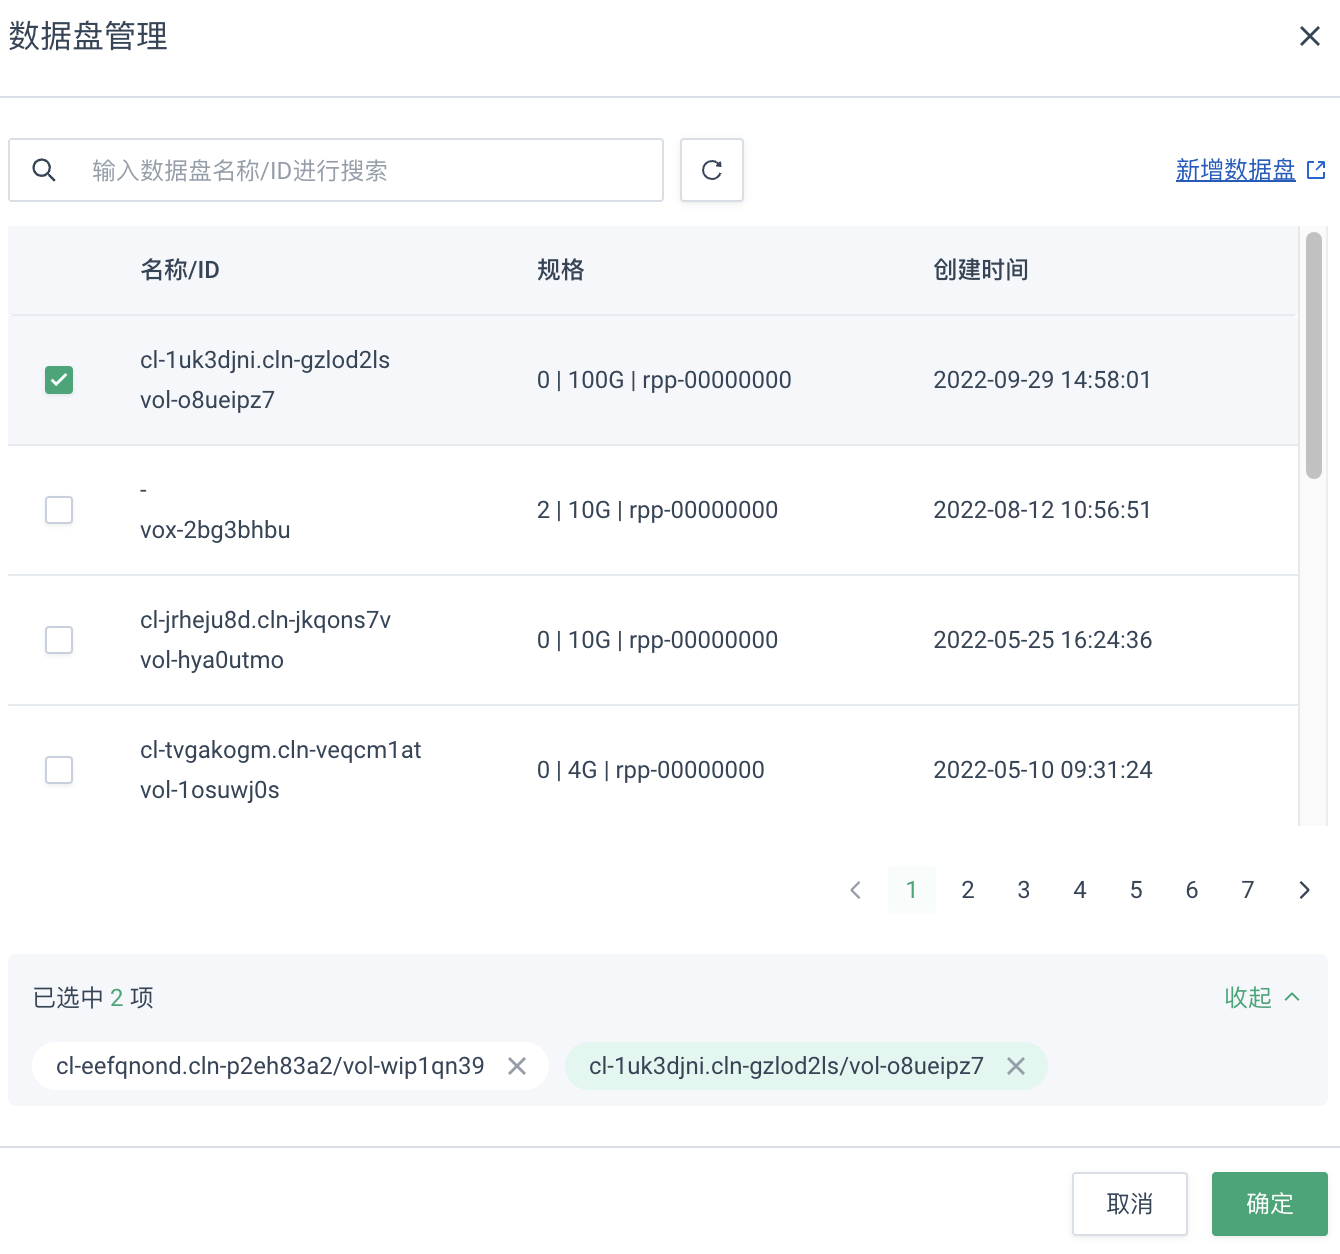 数据盘管理
输入数据盘名称/ID进行搜索
新增数据盘
名称/ID 规格 创建时间
cl-1uk3djni.cln-gzlod2ls
vol-o8ueipz7
0 | 100G | rpp-00000000 2022-09-29 14:58:01
-
vox-2bg3bhbu
2 | 10G | rpp-00000000 2022-08-12 10:56:51
cl-jrheju8d.cln-jkqons7v
vol-hya0utmo
0 | 10G | rpp-00000000 2022-05-25 16:24:36
cl-tvgakogm.cln-veqcm1at
vol-1osuwj0s
0 | 4G | rpp-00000000 2022-05-10 09:31:24
1 2 3 4 5 6 7
已选中 2 项 收起
cl-eefqnond.cln-p2eh83a2/vol-wip1qn39 cl-1uk3djni.cln-gzlod2ls/vol-o8ueipz7
取消 确定